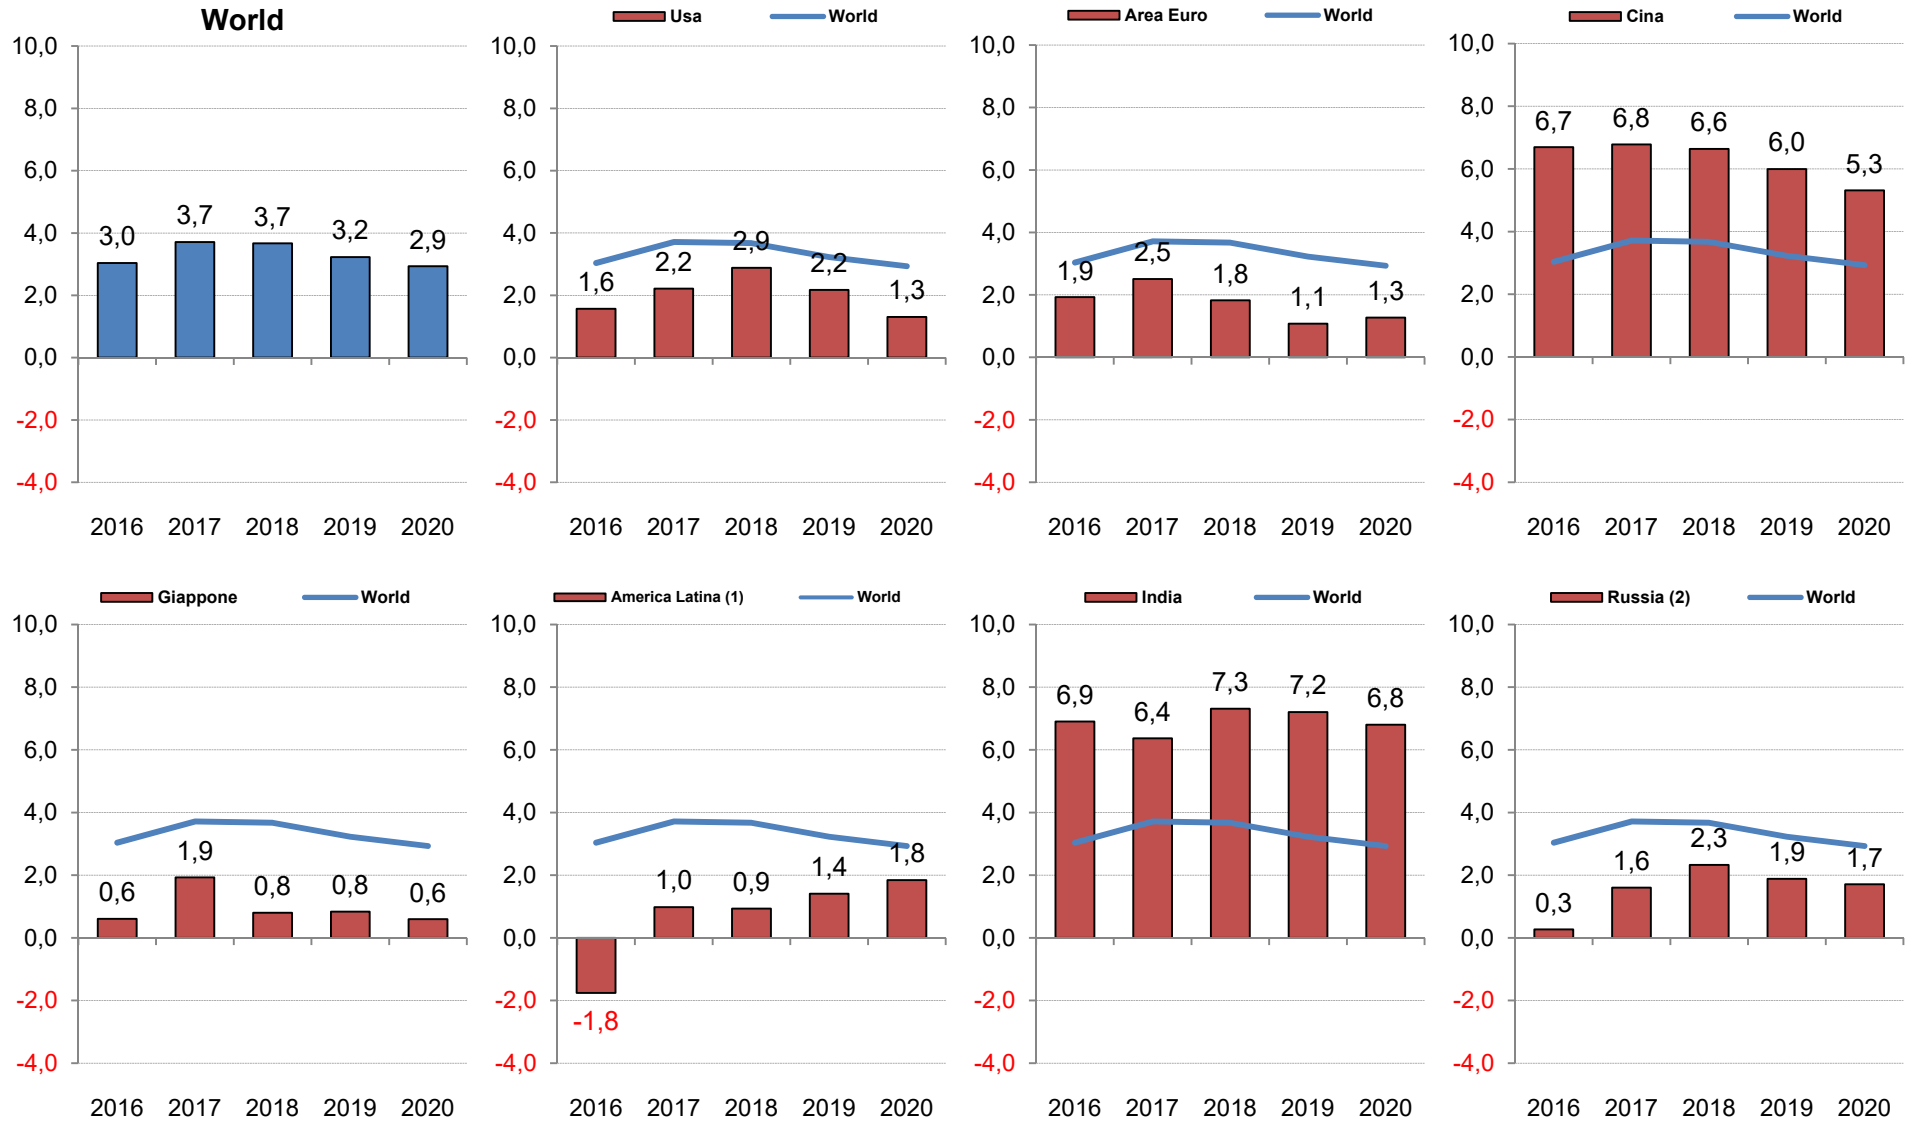 World
10,0
8,0
6,0
4,0
2,0
0,0
-2,0
-4,0
3,0 3,7 3,7 3,2 2,9
2016 2017 2018 2019 2020
Usa World
10,0
8,0
6,0
4,0
2,0
0,0
-2,0
-4,0
1,6 2,2 2,9 2,2 1,3
2016 2017 2018 2019 2020
Area Euro World
10,0
8,0
6,0
4,0
2,0
0,0
-2,0
-4,0
1,9 2,5 1,8 1,1 1,3
2016 2017 2018 2019 2020
Cina World
10,0
8,0
6,0
4,0
2,0
0,0
-2,0
-4,0
6,7 6,8 6,6 6,0 5,3
2016 2017 2018 2019 2020
Giappone World
10,0
8,0
6,0
4,0
2,0
0,0
-2,0
-4,0
0,6 1,9 0,8 0,8 0,6
2016 2017 2018 2019 2020
America Latina (1) World
10,0
8,0
6,0
4,0
2,0
0,0
-2,0
-4,0
-1,8 1,0 0,9 1,4 1,8
2016 2017 2018 2019 2020
India World
10,0
8,0
6,0
4,0
2,0
0,0
-2,0
-4,0
6,9 6,4 7,3 7,2 6,8
2016 2017 2018 2019 2020
Russia (2) World
10,0
8,0
6,0
4,0
2,0
0,0
-2,0
-4,0
0,3 1,6 2,3 1,9 1,7
2016 2017 2018 2019 2020